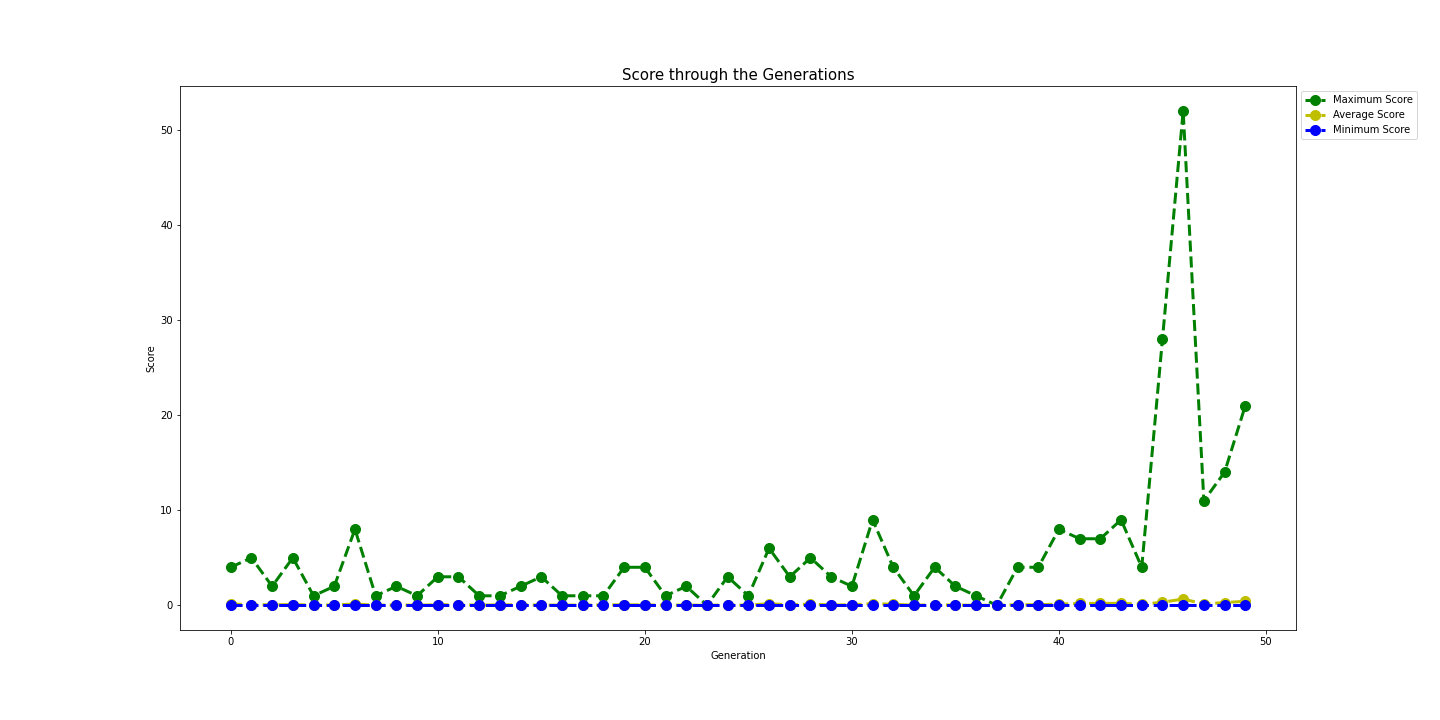 Score through the Generations
Maximum Score
Average Score
Minimum Score
50
40
30
20
10
0
Score
0 10 20 30 40 50
Generation